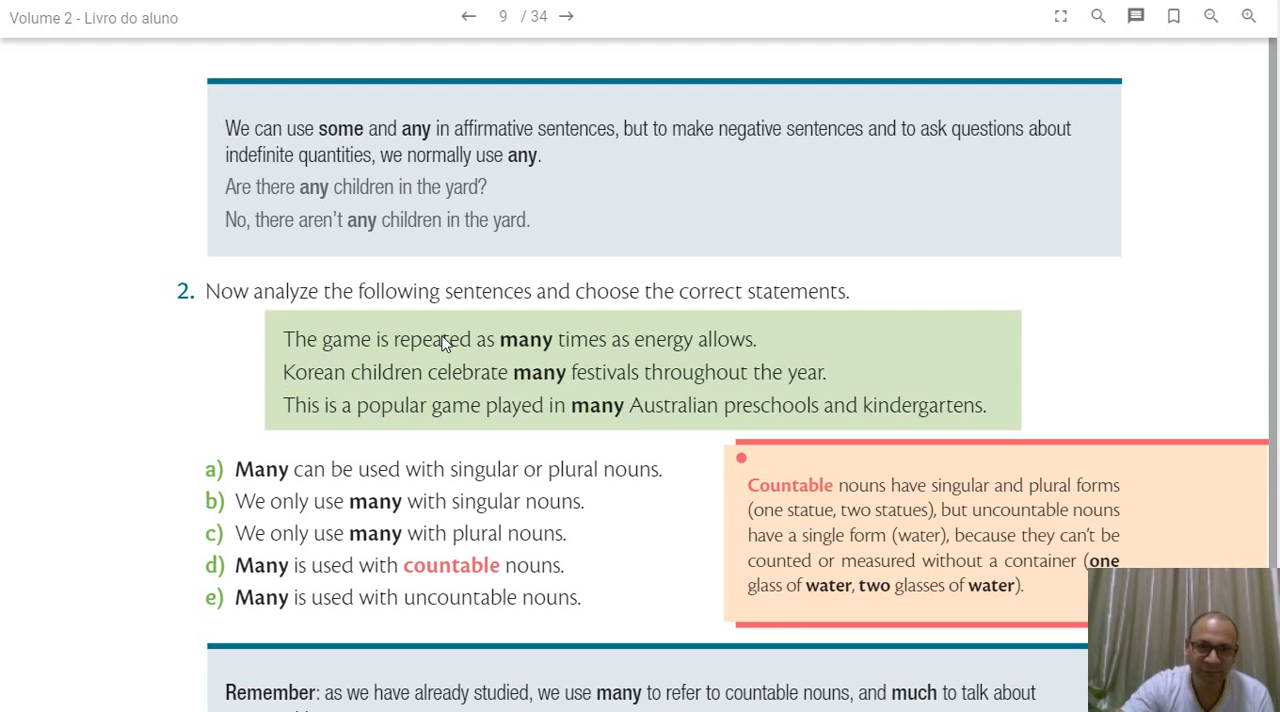 Volume 2 - Livro do aluno
9 / 34
We can use some and any in affirmative sentences, but to make negative sentences and to ask questions about
indefinite quantities, we normally use any.
Are there any children in the yard?
No, there aren't any children in the yard.
2. Now analyze the following sentences and choose the correct statements.
The game is repeated as many times as energy allows.
Korean children celebrate many festivals throughout the year.
This is a popular game played in many Australian preschools and kindergartens.
a) Many can be used with singular or plural nouns.
b) We only use many with singular nouns.
c) We only use many with plural nouns.
d) Many is used with countable nouns.
e) Many is used with uncountable nouns.
Countable nouns have singular and plural forms
(one statue, two statues), but uncountable nouns
have a single form (water), because they can't be
counted or measured without a container (one
glass of water, two glasses of water).
Remember: as we have already studied, we use many to refer to countable nouns, and much to talk about